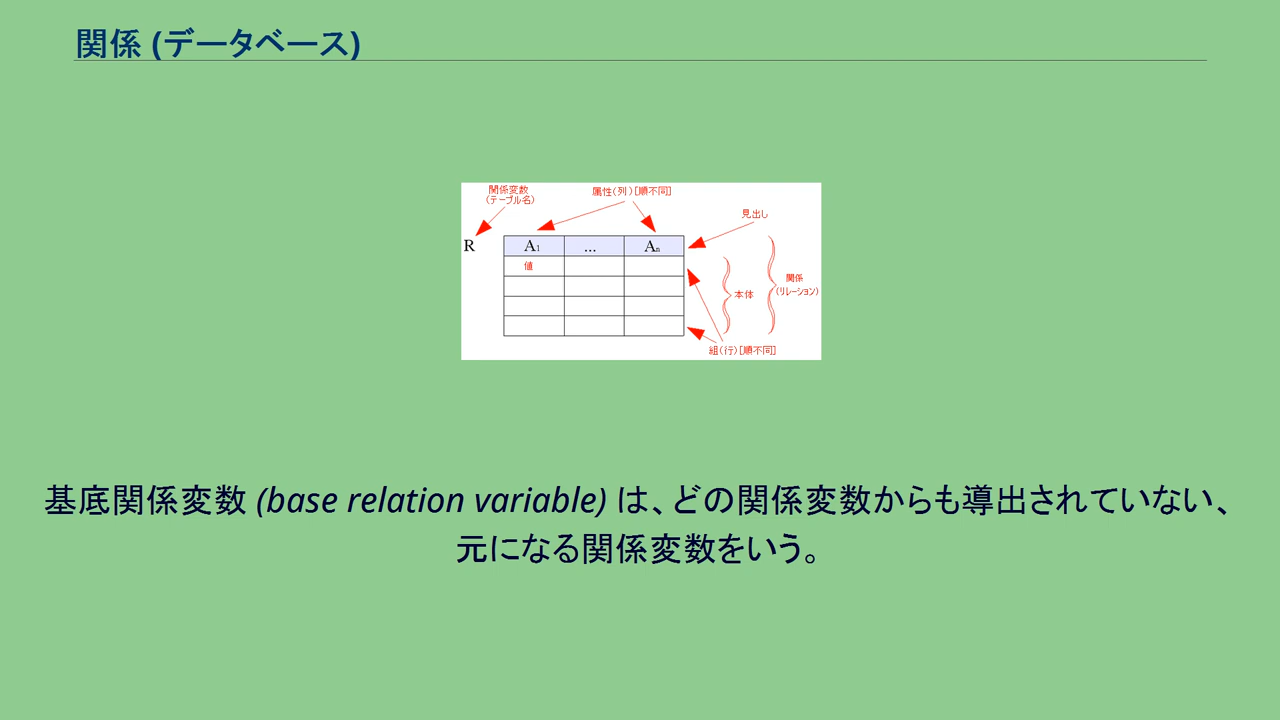 関係 (データベース)
関係変数
(テーブル名)
属性(列)[順不同]
見出し
R
A1
...
An
値
本体
関係
(リレーション)
組(行)[順不同]
基底関係変数 (base relation variable) は、どの関係変数からも導出されていない、
元になる関係変数をいう。